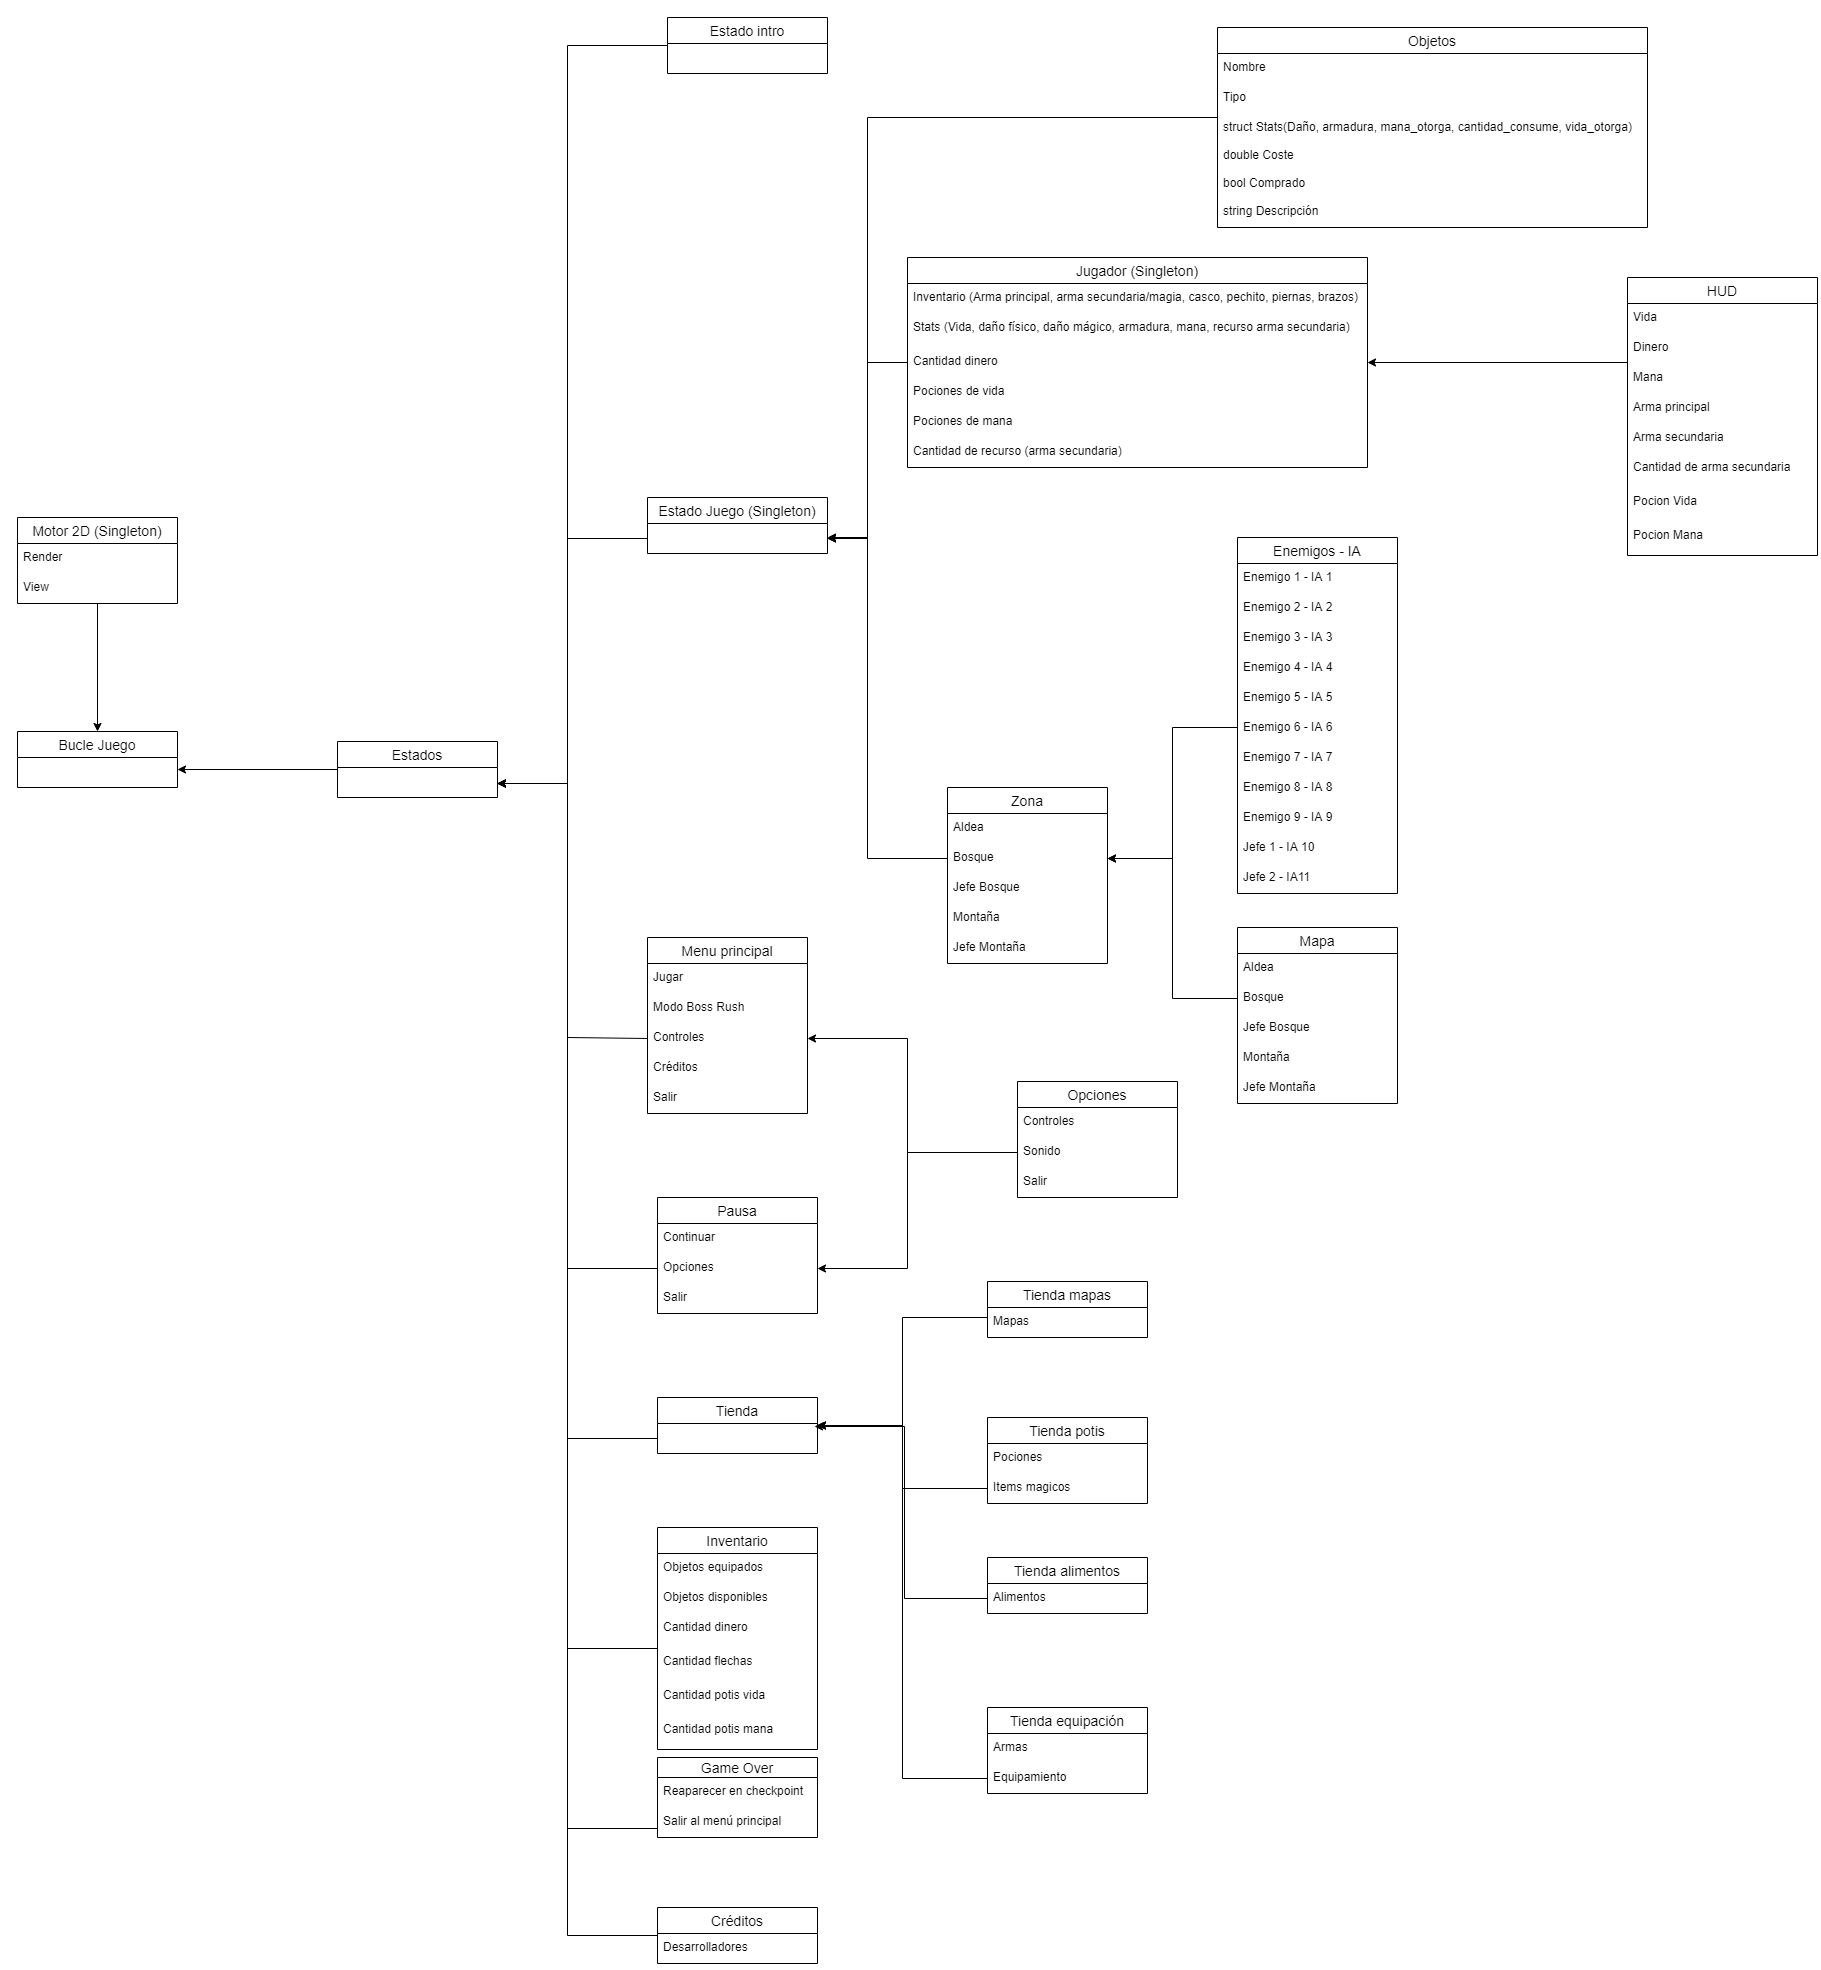 Estado intro
Objetos
Nombre
Tipo
struct Stats(Daño, armadura, mana_otorga, cantidad_consume, vida_otorga)
double Coste
bool Comprado
string Descripción
Jugador (Singleton)
Inventario (Arma principal, arma secundaria/magia, casco, pechito, piernas, brazos)
Stats (Vida, daño físico, daño mágico, armadura, mana, recurso arma secundaria)
Cantidad dinero
Pociones de vida
Pociones de mana
Cantidad de recurso (arma secundaria)
HUD
Vida
Dinero
Mana
Arma principal
Arma secundaria
Cantidad de arma secundaria
Pocion Vida
Pocion Mana
Estado Juego (Singleton)
Motor 2D (Singleton)
Render
View
Enemigos - IA
Enemigo 1 - IA 1
Enemigo 2 - IA 2
Enemigo 3 - IA 3
Enemigo 4 - IA 4
Enemigo 5 - IA 5
Enemigo 6 - IA 6
Enemigo 7 - IA 7
Enemigo 8 - IA 8
Enemigo 9 - IA 9
Jefe 1 - IA 10
Jefe 2 - IA11
Bucle Juego
Estados
Zona
Aldea
Bosque
Jefe Bosque
Montaña
Jefe Montaña
Mapa
Aldea
Bosque
Jefe Bosque
Montaña
Jefe Montaña
Menu principal
Jugar
Modo Boss Rush
Controles
Créditos
Salir
Opciones
Controles
Sonido
Salir
Pausa
Continuar
Opciones
Salir
Tienda mapas
Mapas
Tienda
Tienda potis
Pociones
Items magicos
Inventario
Objetos equipados
Objetos disponibles
Cantidad dinero
Cantidad flechas
Cantidad potis vida
Cantidad potis mana
Tienda alimentos
Alimentos
Tienda equipación
Armas
Equipamiento
Game Over
Reaparecer en checkpoint
Salir al menú principal
Créditos
Desarrolladores